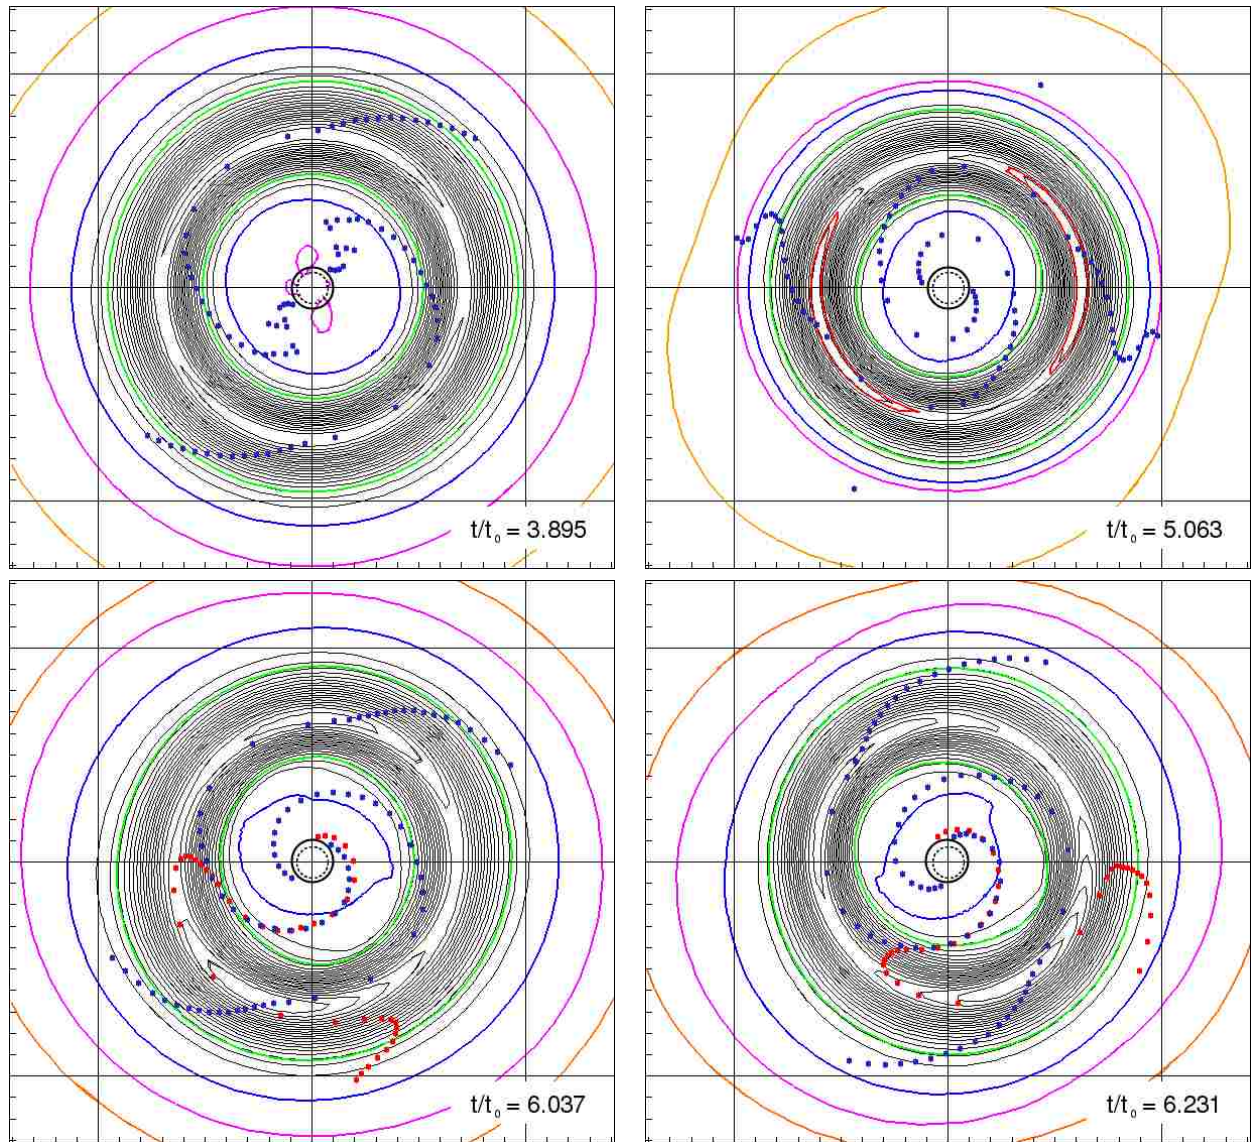 t/t₀ = 3.895
t/t₀ = 5.063
t/t₀ = 6.037
t/t₀ = 6.231